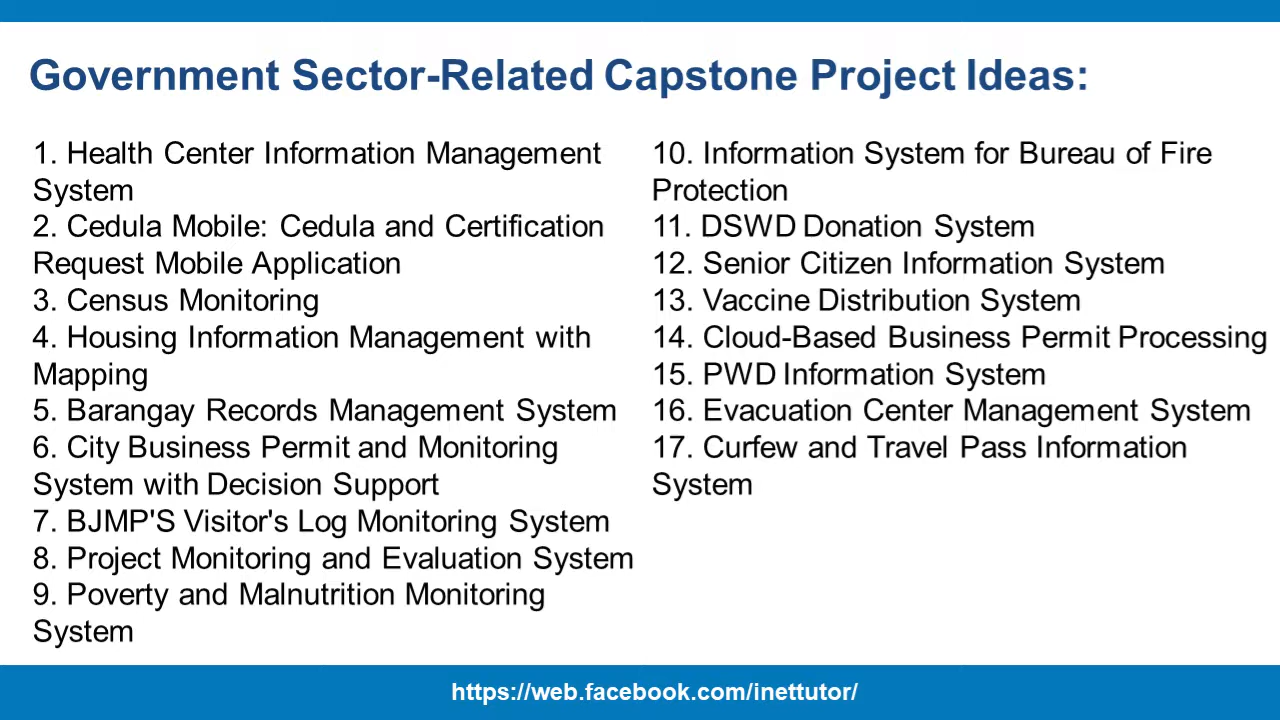 Government Sector-Related Capstone Project Ideas:
1. Health Center Information Management
System
2. Cedula Mobile: Cedula and Certification
Request Mobile Application
3. Census Monitoring
4. Housing Information Management with
Mapping
5. Barangay Records Management System
6. City Business Permit and Monitoring
System with Decision Support
7. BJMP'S Visitor's Log Monitoring System
8. Project Monitoring and Evaluation System
9. Poverty and Malnutrition Monitoring
System
10. Information System for Bureau of Fire
Protection
11. DSWD Donation System
12. Senior Citizen Information System
13. Vaccine Distribution System
14. Cloud-Based Business Permit Processing
15. PWD Information System
16. Evacuation Center Management System
17. Curfew and Travel Pass Information
System
https://web.facebook.com/inettutor/